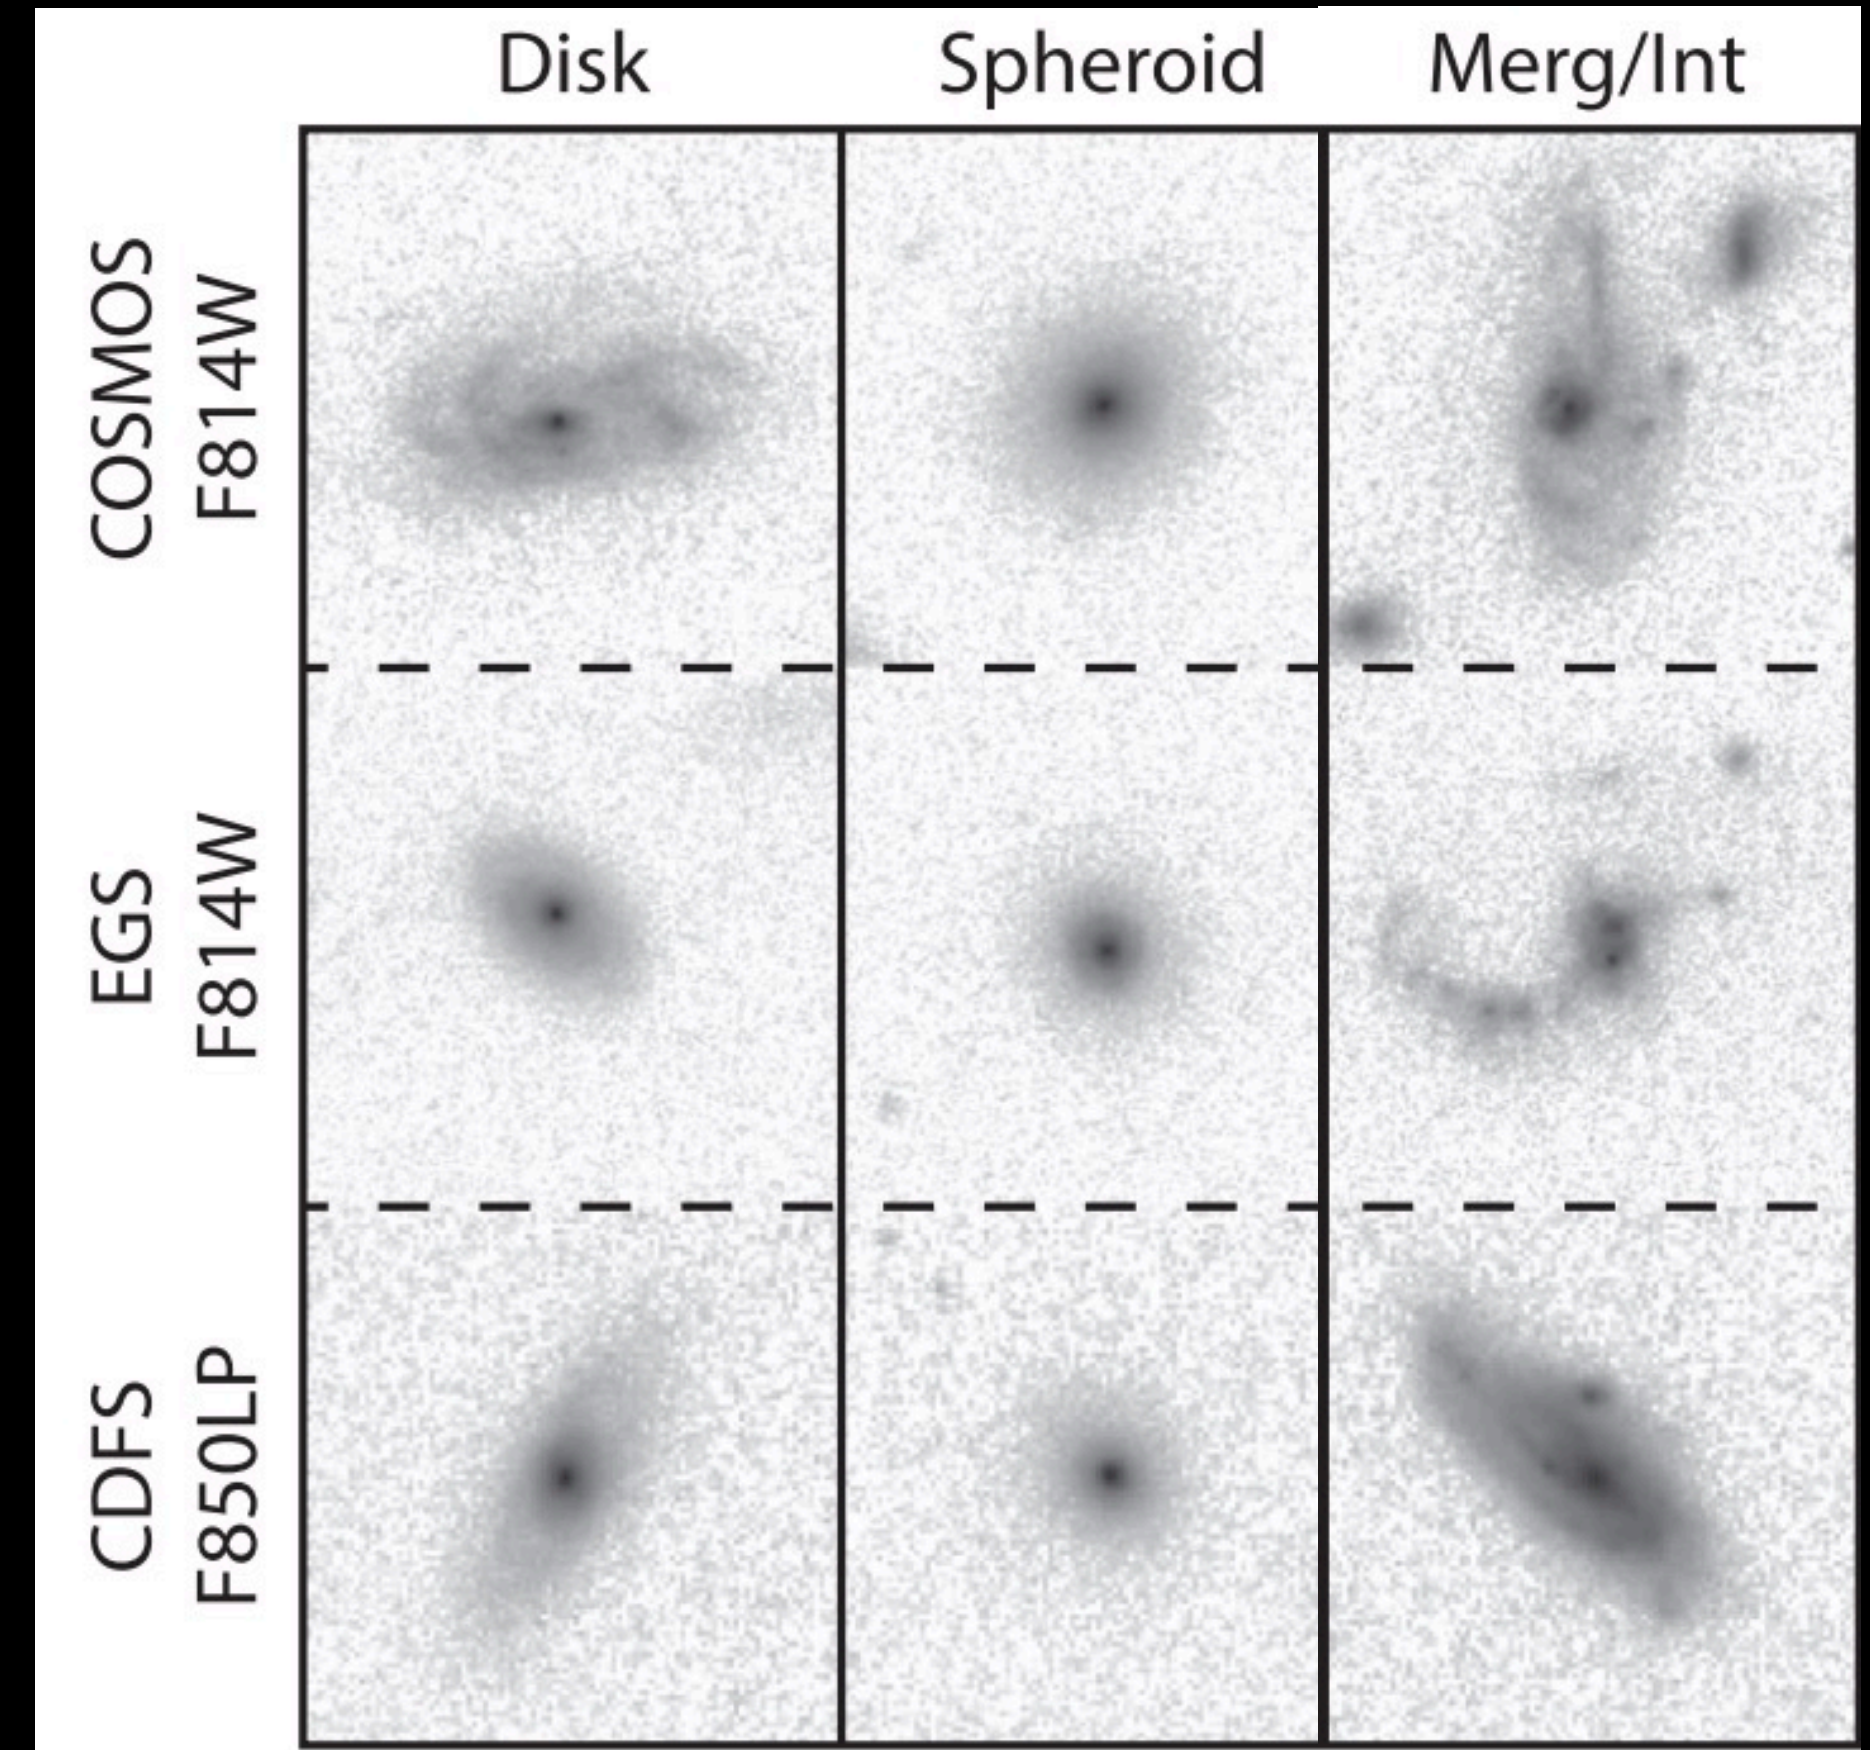 Disk Spheroid Merg/Int
COSMOS
F814W
EGS
F814W
CDFS
F850LP